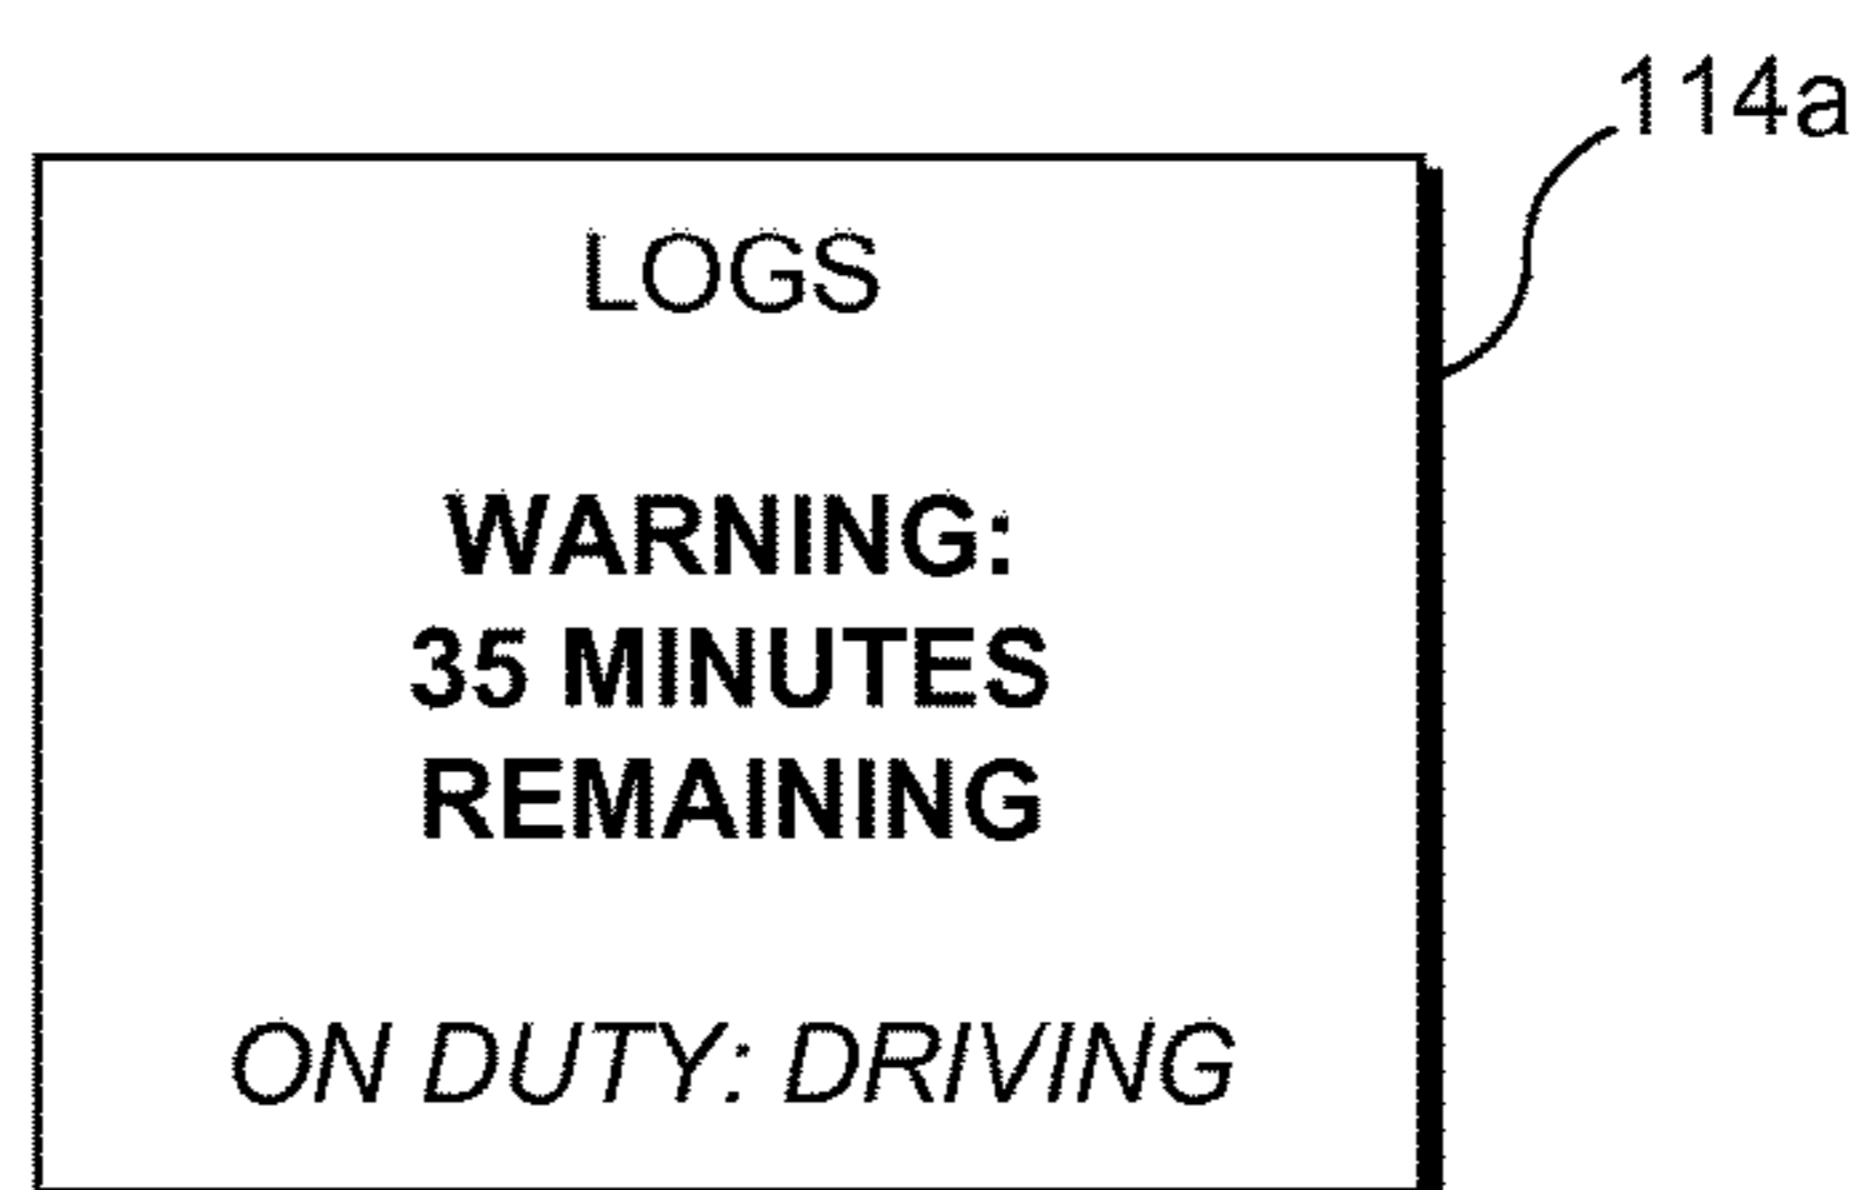 114a
LOGS
WARNING:
35 MINUTES
REMAINING
ON DUTY: DRIVING